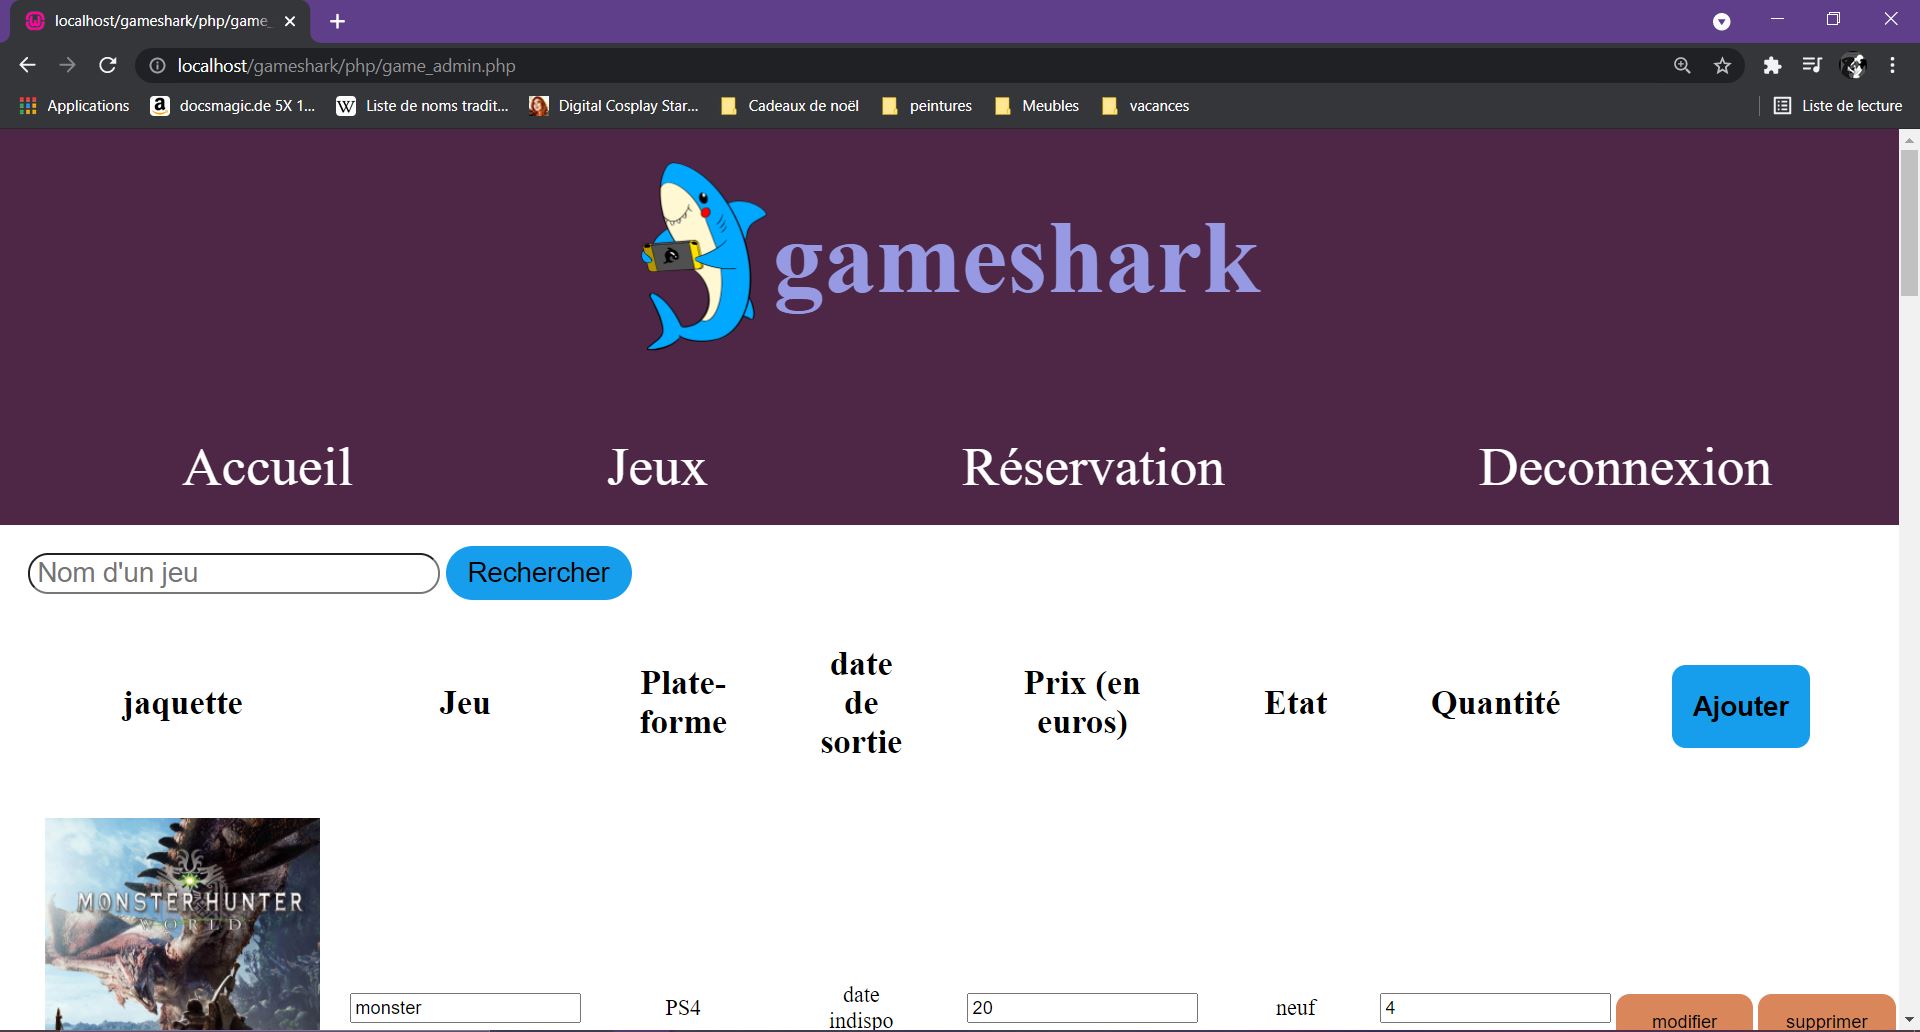 localhost/gameshark/php/game_
localhost/gameshark/php/game_admin.php
Applications
docsmagic.de 5X 1...
Liste de noms tradit...
Digital Cosplay Star...
Cadeaux de noël
peintures
Meubles
vacances
Liste de lecture
gameshark
Accueil
Jeux
Réservation
Deconnexion
Nom d'un jeu
Rechercher
jaquette
Jeu
Plate-
forme
date
de
sortie
Prix (en
euros)
Etat
Quantité
Ajouter
MONSTER HUNTER
WORLD
monster
PS4
date
indispo
20
neuf
4
modifier
supprimer